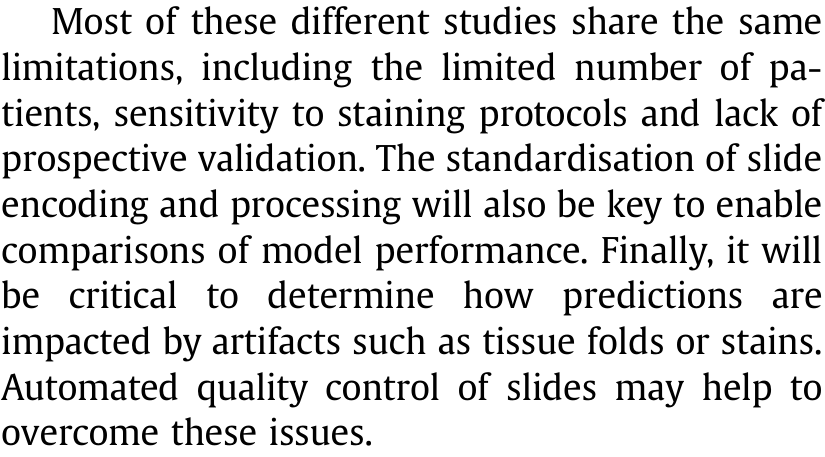 Most of these different studies share the same
limitations, including the limited number of pa-
tients, sensitivity to staining protocols and lack of
prospective validation. The standardisation of slide
encoding and processing will also be key to enable
comparisons of model performance. Finally, it will
be critical to determine how predictions are
impacted by artifacts such as tissue folds or stains.
Automated quality control of slides may help to
overcome these issues.